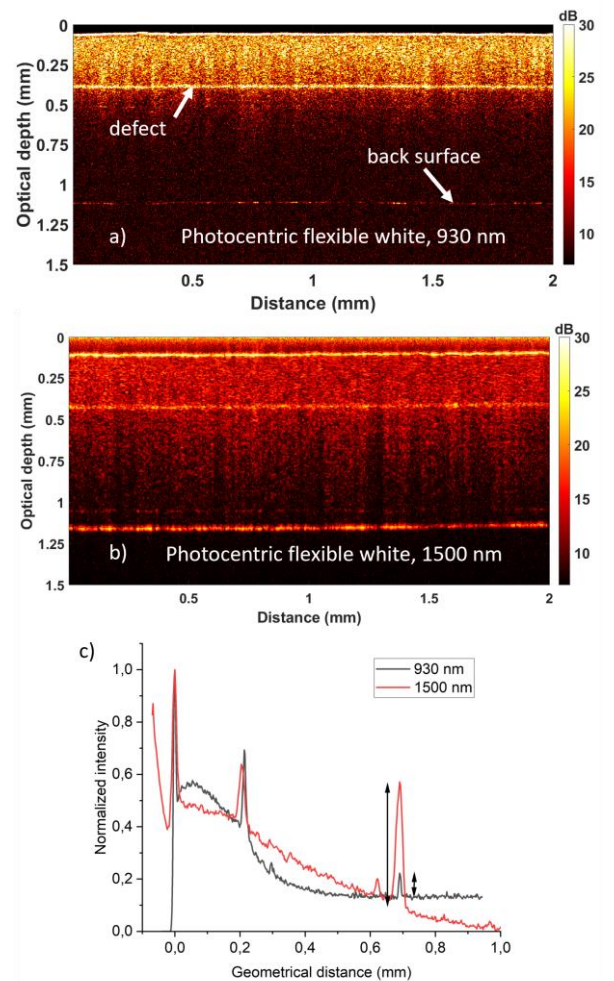 0
0.25
0.5
0.75
1
1.25
1.5
Optical depth (mm)
defect
back surface
a) Photocentric flexible white, 930 nm
0.5 1 1.5 2
Distance (mm)
dB
30
25
20
15
10
0
0.25
0.5
0.75
1
1.25
1.5
Optical depth (mm)
b) Photocentric flexible white, 1500 nm
0.5 1 1.5 2
Distance (mm)
dB
30
25
20
15
10
c)
930 nm
1500 nm
1,0
0,8
0,6
0,4
0,2
0,0
Normalized intensity
0,0 0,2 0,4 0,6 0,8 1,0
Geometrical distance (mm)